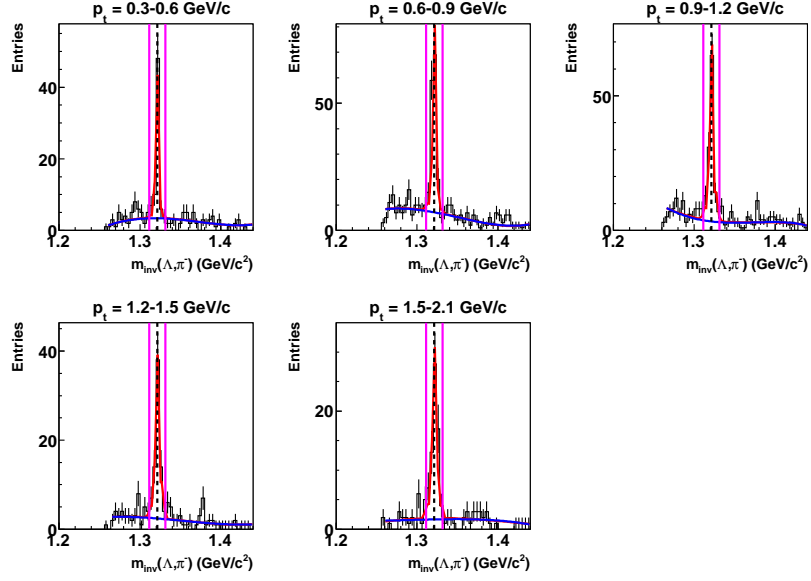 p_t = 0.3-0.6 GeV/c
Entries
40
20
0
1.2 1.3 1.4
m_inv(Λ,π⁻) (GeV/c²)
p_t = 0.6-0.9 GeV/c
Entries
50
0
1.2 1.3 1.4
m_inv(Λ,π⁻) (GeV/c²)
p_t = 0.9-1.2 GeV/c
Entries
50
0
1.2 1.3 1.4
m_inv(Λ,π⁻) (GeV/c²)
p_t = 1.2-1.5 GeV/c
Entries
40
20
0
1.2 1.3 1.4
m_inv(Λ,π⁻) (GeV/c²)
p_t = 1.5-2.1 GeV/c
Entries
20
0
1.2 1.3 1.4
m_inv(Λ,π⁻) (GeV/c²)